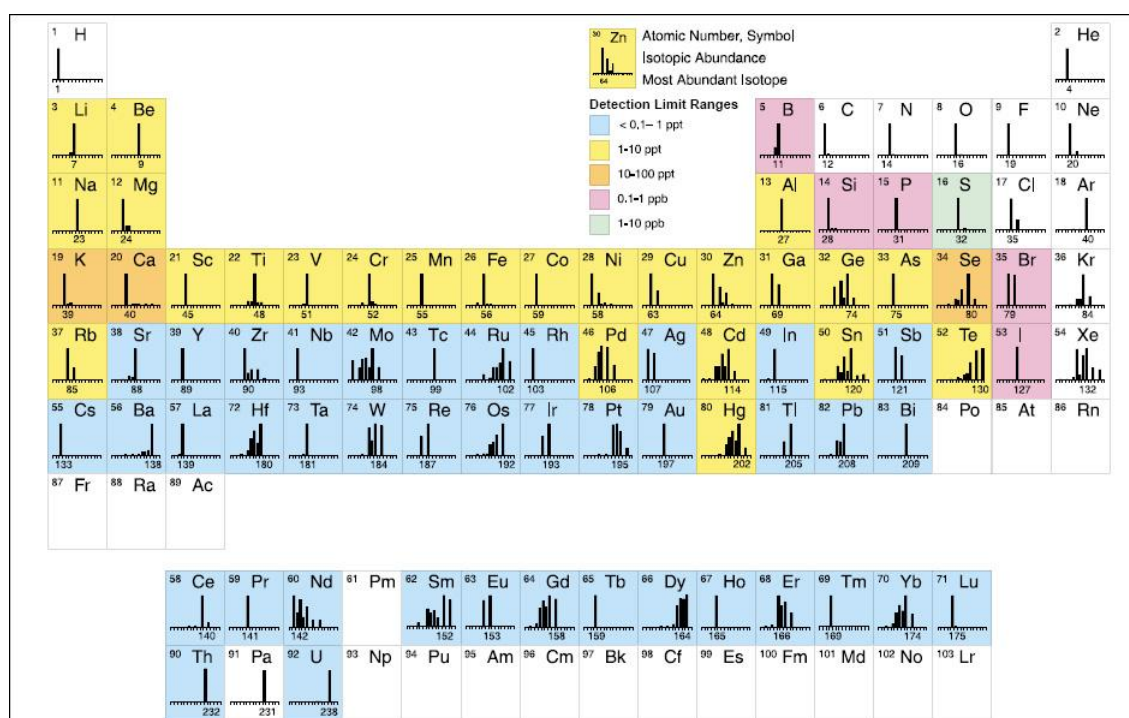 1 H
1
30 Zn
64
Atomic Number, Symbol
Isotopic Abundance
Most Abundant Isotope
2 He
4
Detection Limit Ranges
< 0.1– 1 ppt
1-10 ppt
10-100 ppt
0.1-1 ppb
1-10 ppb
3 Li 4 Be 5 B 6 C 7 N 8 O 9 F 10 Ne
7 9 11 12 14 16 19 20
11 Na 12 Mg 13 Al 14 Si 15 P 16 S 17 Cl 18 Ar
23 24 27 28 31 32 35 40
19 K 20 Ca 21 Sc 22 Ti 23 V 24 Cr 25 Mn 26 Fe 27 Co 28 Ni 29 Cu 30 Zn 31 Ga 32 Ge 33 As 34 Se 35 Br 36 Kr
39 40 45 48 51 52 55 56 59 58 63 64 69 74 75 80 79 84
37 Rb 38 Sr 39 Y 40 Zr 41 Nb 42 Mo 43 Tc 44 Ru 45 Rh 46 Pd 47 Ag 48 Cd 49 In 50 Sn 51 Sb 52 Te 53 I 54 Xe
85 88 89 90 93 98 99 102 103 106 107 114 115 120 121 130 127 132
55 Cs 56 Ba 57 La 72 Hf 73 Ta 74 W 75 Re 76 Os 77 Ir 78 Pt 79 Au 80 Hg 81 Tl 82 Pb 83 Bi 84 Po 85 At 86 Rn
133 138 139 180 181 184 187 192 193 195 197 202 205 208 209
87 Fr 88 Ra 89 Ac
58 Ce 59 Pr 60 Nd 61 Pm 62 Sm 63 Eu 64 Gd 65 Tb 66 Dy 67 Ho 68 Er 69 Tm 70 Yb 71 Lu
140 141 142 152 153 158 159 164 165 166 169 174 175
90 Th 91 Pa 92 U 93 Np 94 Pu 95 Am 96 Cm 97 Bk 98 Cf 99 Es 100 Fm 101 Md 102 No 103 Lr
232 231 238